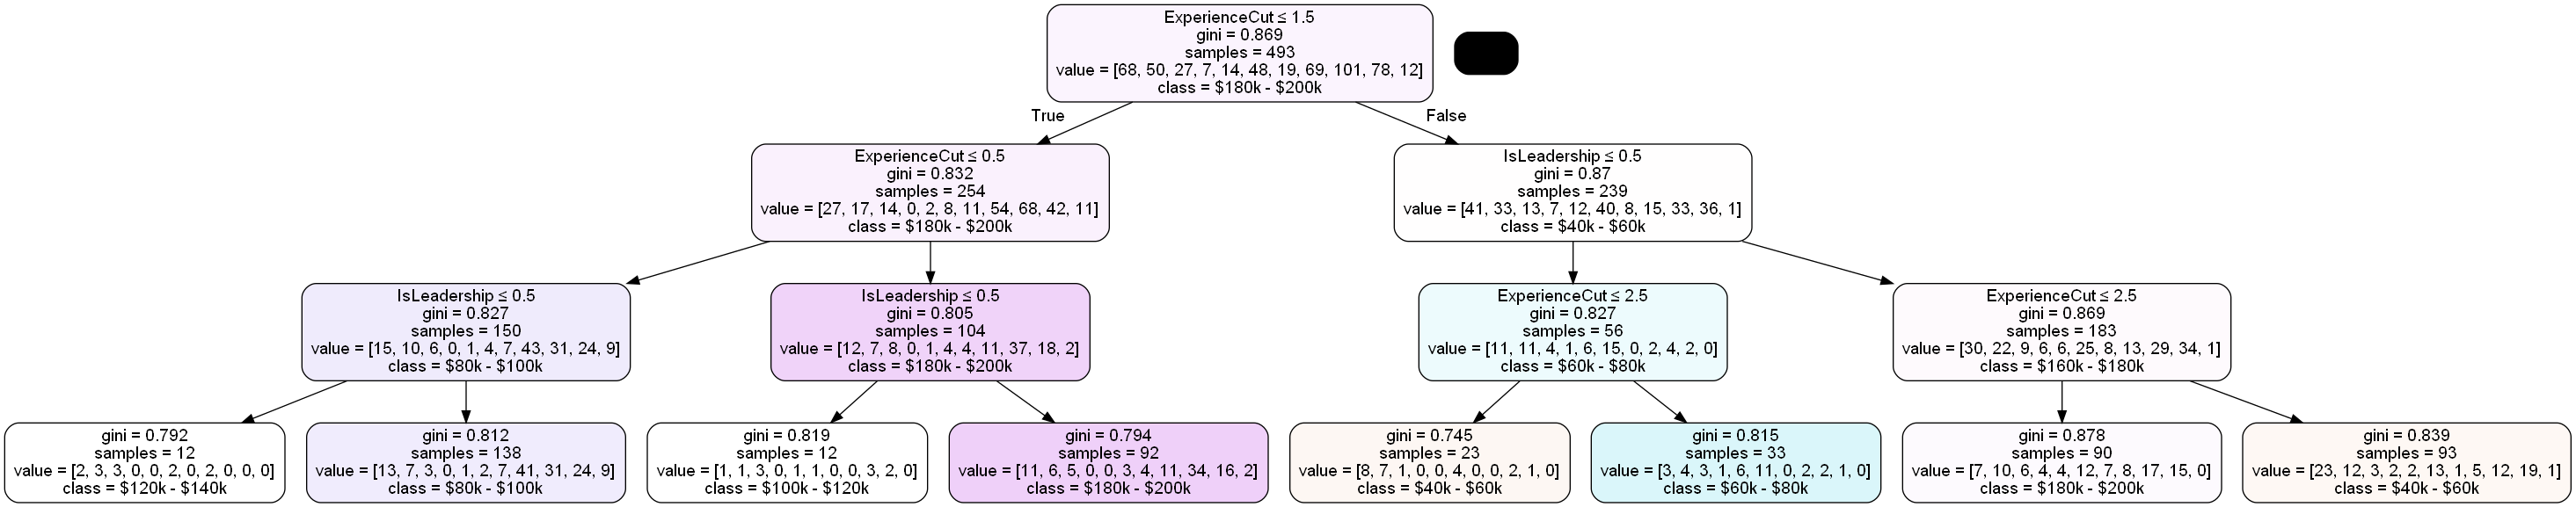 ExperienceCut ≤ 1.5
gini = 0.869
samples = 493
value = [68, 50, 27, 7, 14, 48, 19, 69, 101, 78, 12]
class = $180k - $200k
True
False
ExperienceCut ≤ 0.5
gini = 0.832
samples = 254
value = [27, 17, 14, 0, 2, 8, 11, 54, 68, 42, 11]
class = $180k - $200k
IsLeadership ≤ 0.5
gini = 0.87
samples = 239
value = [41, 33, 13, 7, 12, 40, 8, 15, 33, 36, 1]
class = $40k - $60k
IsLeadership ≤ 0.5
gini = 0.827
samples = 150
value = [15, 10, 6, 0, 1, 4, 7, 43, 31, 24, 9]
class = $80k - $100k
IsLeadership ≤ 0.5
gini = 0.805
samples = 104
value = [12, 7, 8, 0, 1, 4, 4, 11, 37, 18, 2]
class = $180k - $200k
ExperienceCut ≤ 2.5
gini = 0.827
samples = 56
value = [11, 11, 4, 1, 6, 15, 0, 2, 4, 2, 0]
class = $60k - $80k
ExperienceCut ≤ 2.5
gini = 0.869
samples = 183
value = [30, 22, 9, 6, 6, 25, 8, 13, 29, 34, 1]
class = $160k - $180k
gini = 0.792
samples = 12
value = [2, 3, 3, 0, 0, 2, 0, 2, 0, 0, 0]
class = $120k - $140k
gini = 0.812
samples = 138
value = [13, 7, 3, 0, 1, 2, 7, 41, 31, 24, 9]
class = $80k - $100k
gini = 0.819
samples = 12
value = [1, 1, 3, 0, 1, 1, 0, 0, 3, 2, 0]
class = $100k - $120k
gini = 0.794
samples = 92
value = [11, 6, 5, 0, 0, 3, 4, 11, 34, 16, 2]
class = $180k - $200k
gini = 0.745
samples = 23
value = [8, 7, 1, 0, 0, 4, 0, 0, 2, 1, 0]
class = $40k - $60k
gini = 0.815
samples = 33
value = [3, 4, 3, 1, 6, 11, 0, 2, 2, 1, 0]
class = $60k - $80k
gini = 0.878
samples = 90
value = [7, 10, 6, 4, 4, 12, 7, 8, 17, 15, 0]
class = $180k - $200k
gini = 0.839
samples = 93
value = [23, 12, 3, 2, 2, 13, 1, 5, 12, 19, 1]
class = $40k - $60k